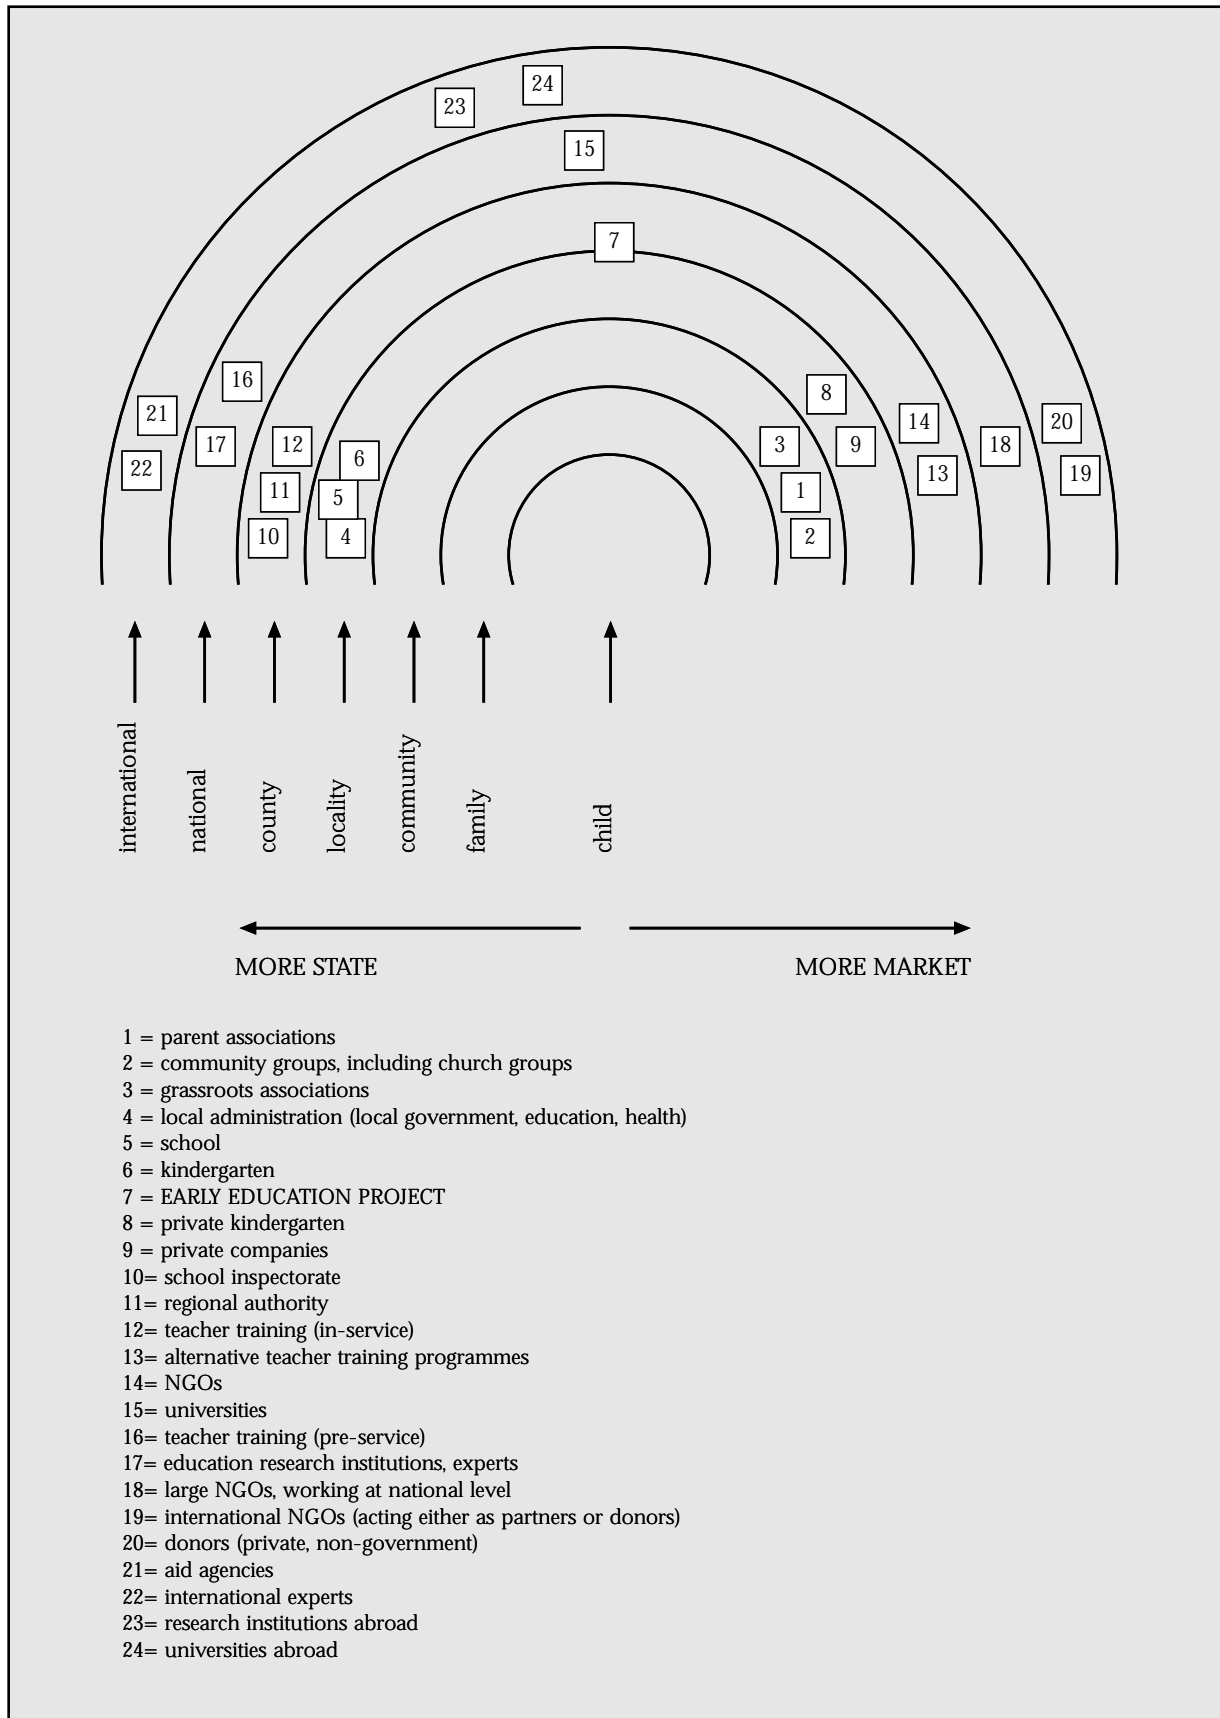 24
23
15
7
16
21
17
22
12
11
10
6
5
4
8
3
9
1
2
14
13
18
20
19
international
national
county
locality
community
family
child
MORE STATE
MORE MARKET
1 = parent associations
2 = community groups, including church groups
3 = grassroots associations
4 = local administration (local government, education, health)
5 = school
6 = kindergarten
7 = EARLY EDUCATION PROJECT
8 = private kindergarten
9 = private companies
10= school inspectorate
11= regional authority
12= teacher training (in-service)
13= alternative teacher training programmes
14= NGOs
15= universities
16= teacher training (pre-service)
17= education research institutions, experts
18= large NGOs, working at national level
19= international NGOs (acting either as partners or donors)
20= donors (private, non-government)
21= aid agencies
22= international experts
23= research institutions abroad
24= universities abroad